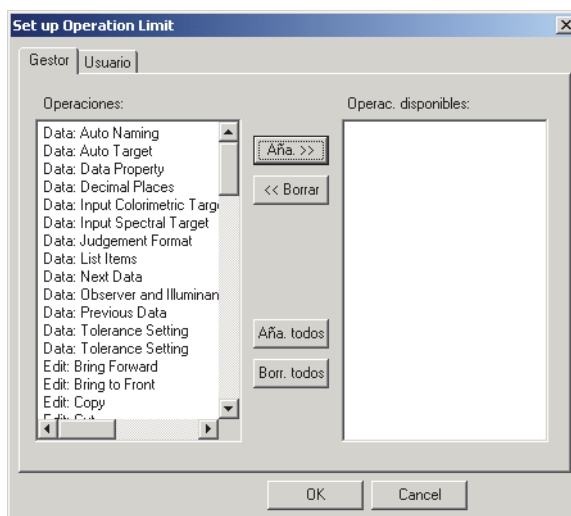 Set up Operation Limit
Gestor
Usuario
Operaciones:
Operac. disponibles:
Data: Auto Naming
Data: Auto Target
Data: Data Property
Data: Decimal Places
Data: Input Colorimetric Targ
Data: Input Spectral Target
Data: Judgement Format
Data: List Items
Data: Next Data
Data: Observer and Illuminan
Data: Previous Data
Data: Tolerance Setting
Data: Tolerance Setting
Edit: Bring Forward
Edit: Bring to Front
Edit: Copy
Edit: Cut
Aña. >>
<< Borrar
Aña. todos
Borr. todos
OK
Cancel